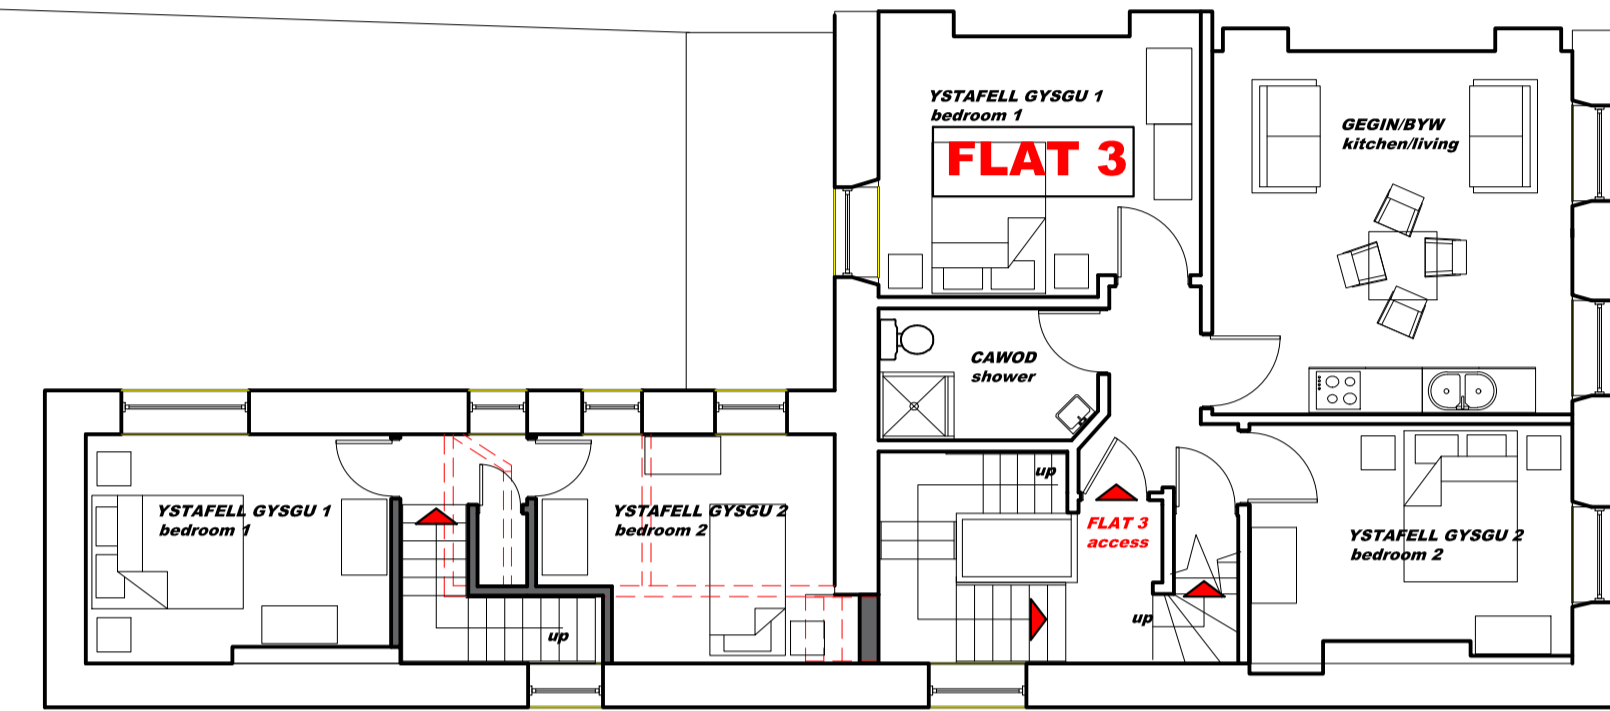 YSTAFELL GYSGU 1
bedroom 1
FLAT 3
GEGIN/BYW
kitchen/living
CAWOD
shower
up
YSTAFELL GYSGU 1
bedroom 1
YSTAFELL GYSGU 2
bedroom 2
FLAT 3
access
YSTAFELL GYSGU 2
bedroom 2
up
up